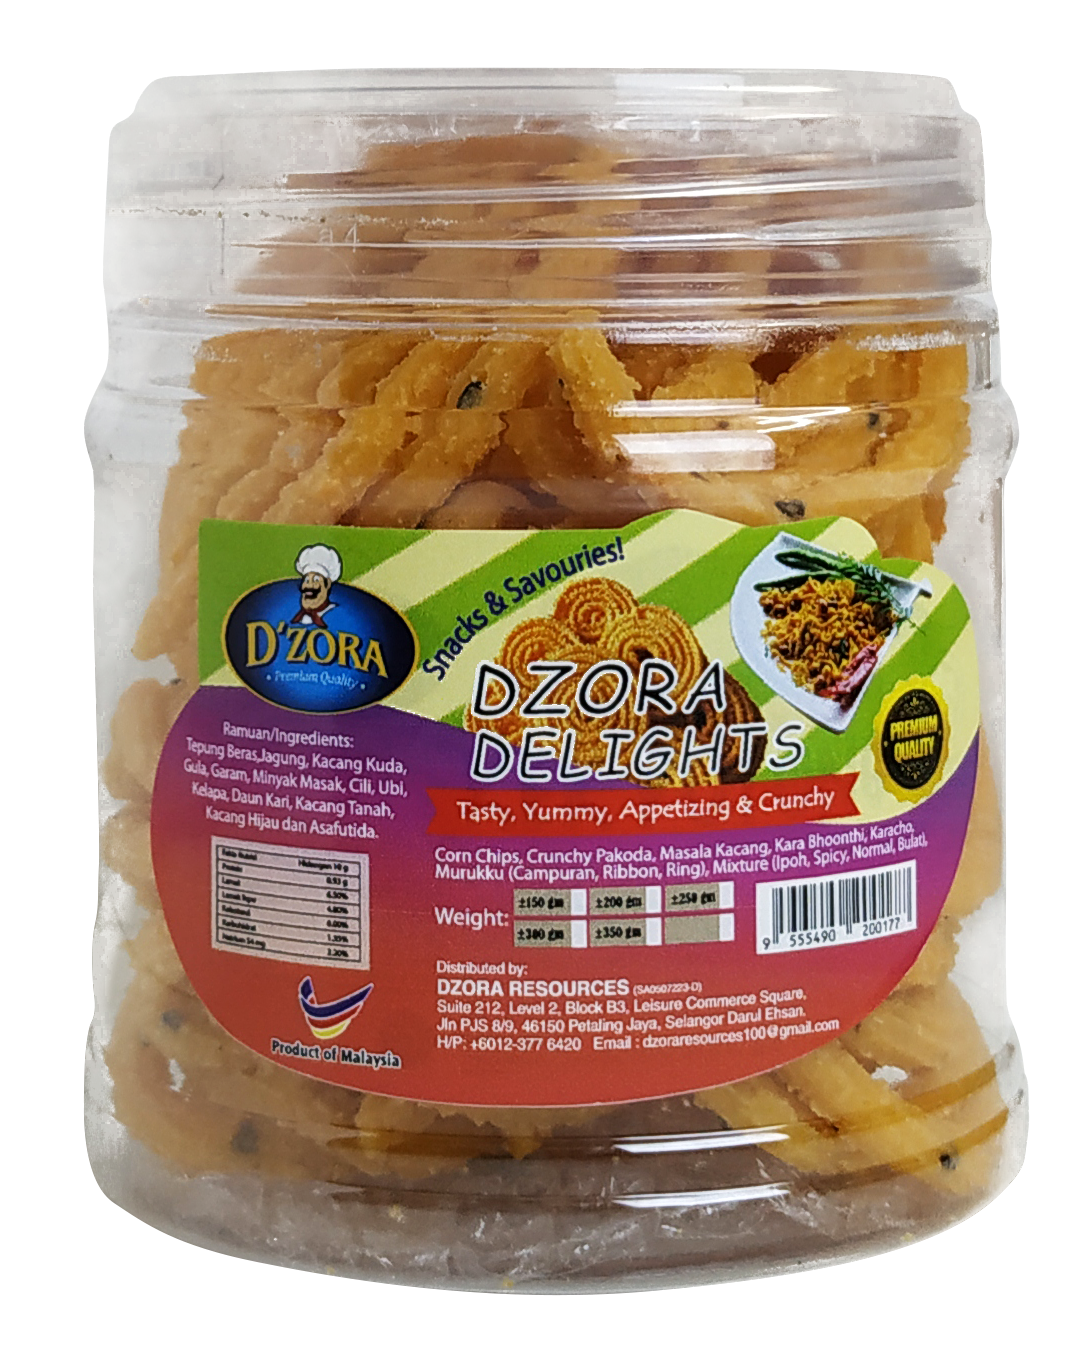 D'ZORA
Premium Quality
Snacks & Savouries!
DZORA
DELIGHTS
PREMIUM
QUALITY
Tasty, Yummy, Appetizing & Crunchy
Ramuan/Ingredients:
Tepung Beras,Jagung, Kacang Kuda,
Gula, Garam, Minyak Masak, Cili, Ubi,
Kelapa, Daun Kari, Kacang Tanah,
Kacang Hijau dan Asafutida.
Corn Chips, Crunchy Pakoda, Masala Kacang, Kara Bhoonthi, Karacho,
Murukku (Campuran, Ribbon, Ring), Mixture (Ipoh, Spicy, Normal, Bulat),
Weight:
±150 gm ±200 gm ±250 gm
±300 gm ±350 gm
9 555490 200177
Product of Malaysia
Distributed by:
DZORA RESOURCES (SA0507223-D)
Suite 212, Level 2, Block B3, Leisure Commerce Square,
Jln PJS 8/9, 46150 Petaling Jaya, Selangor Darul Ehsan.
H/P: +6012-377 6420 Email : dzoraresources100@gmail.com